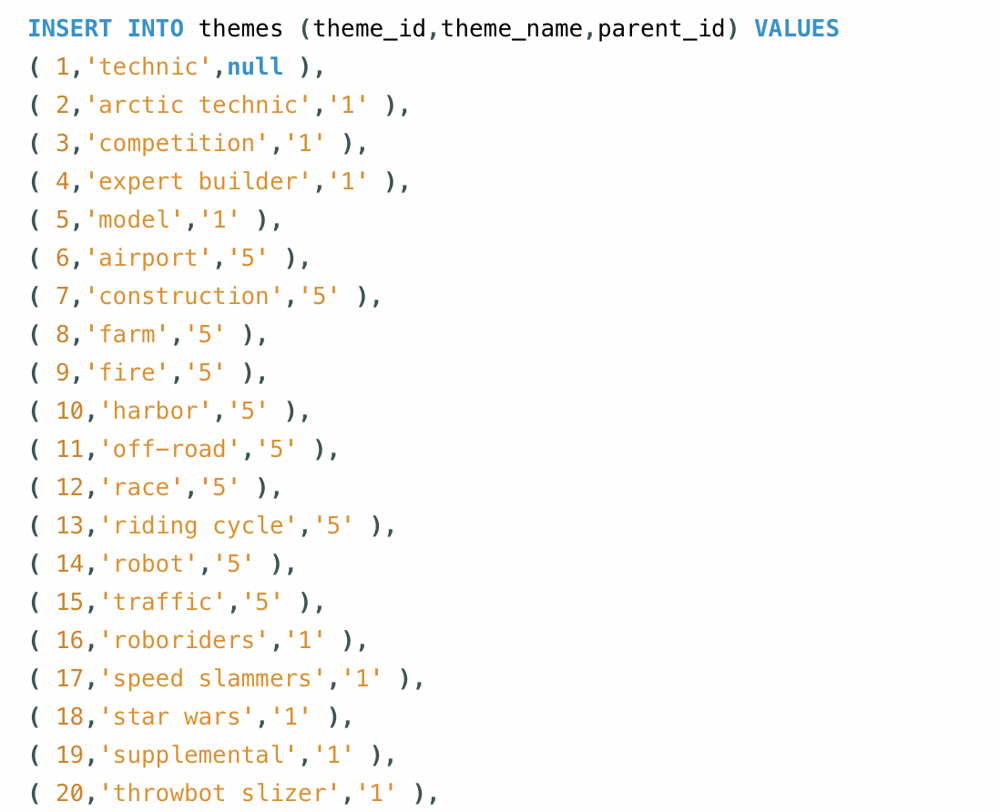 INSERT INTO themes (theme_id,theme_name,parent_id) VALUES
( 1,'technic',null ),
( 2,'arctic technic','1' ),
( 3,'competition','1' ),
( 4,'expert builder','1' ),
( 5,'model','1' ),
( 6,'airport','5' ),
( 7,'construction','5' ),
( 8,'farm','5' ),
( 9,'fire','5' ),
( 10,'harbor','5' ),
( 11,'off-road','5' ),
( 12,'race','5' ),
( 13,'riding cycle','5' ),
( 14,'robot','5' ),
( 15,'traffic','5' ),
( 16,'roboriders','1' ),
( 17,'speed slammers','1' ),
( 18,'star wars','1' ),
( 19,'supplemental','1' ),
( 20,'throwbot slizer','1' ),